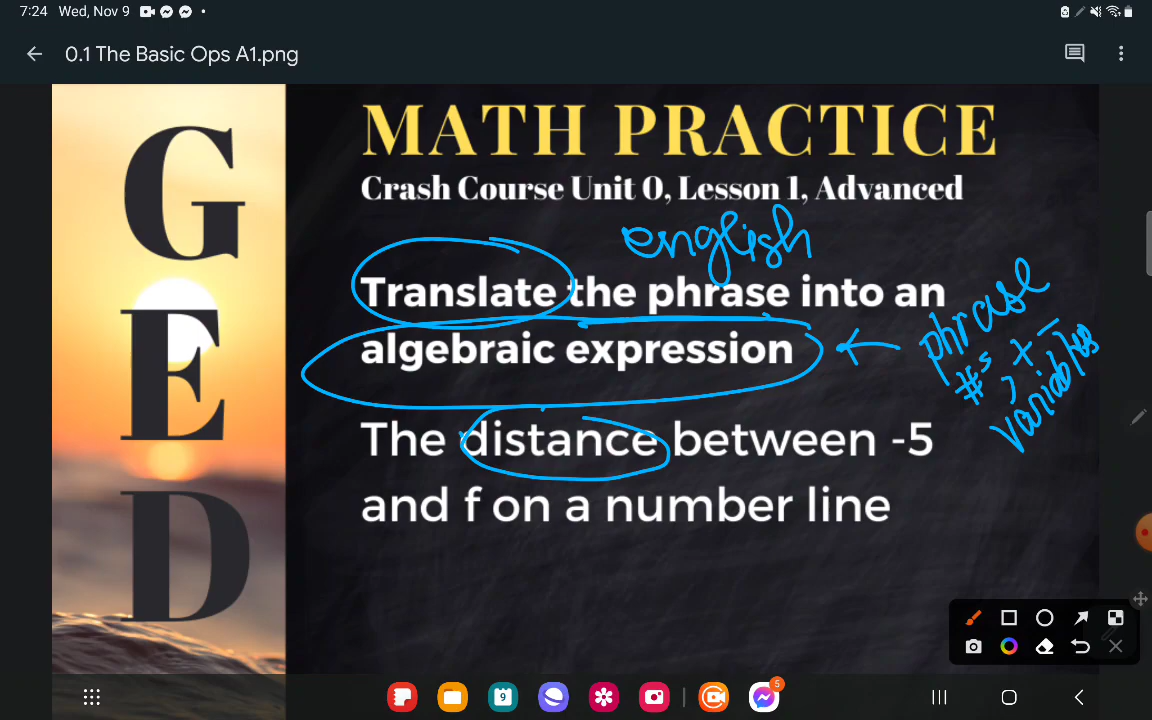 7:24 Wed, Nov 9
0.1 The Basic Ops A1.png
G
E
D
MATH PRACTICE
Crash Course Unit 0, Lesson 1, Advanced
english
Translate the phrase into an
algebraic expression
phrase
#s, + -
variables
The distance between -5
and f on a number line
9
5